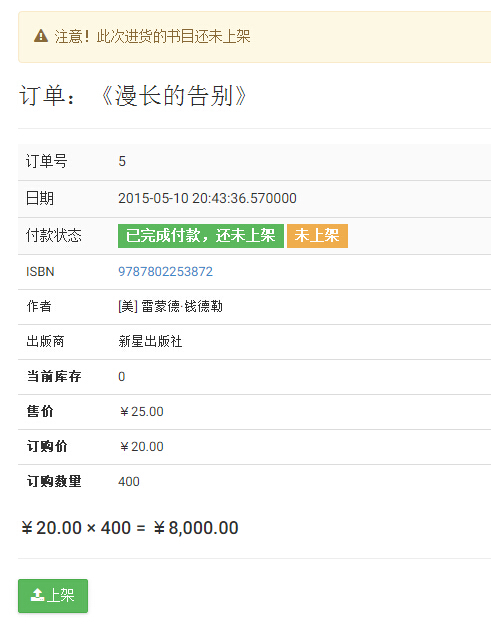 注意！此次进货的书目还未上架
订单：《漫长的告别》
订单号 5
日期 2015-05-10 20:43:36.570000
付款状态 已完成付款，还未上架 未上架
ISBN 9787802253872
作者 [美] 雷蒙德·钱德勒
出版商 新星出版社
当前库存 0
售价 ￥25.00
订购价 ￥20.00
订购数量 400
￥20.00 × 400 = ￥8,000.00
上架